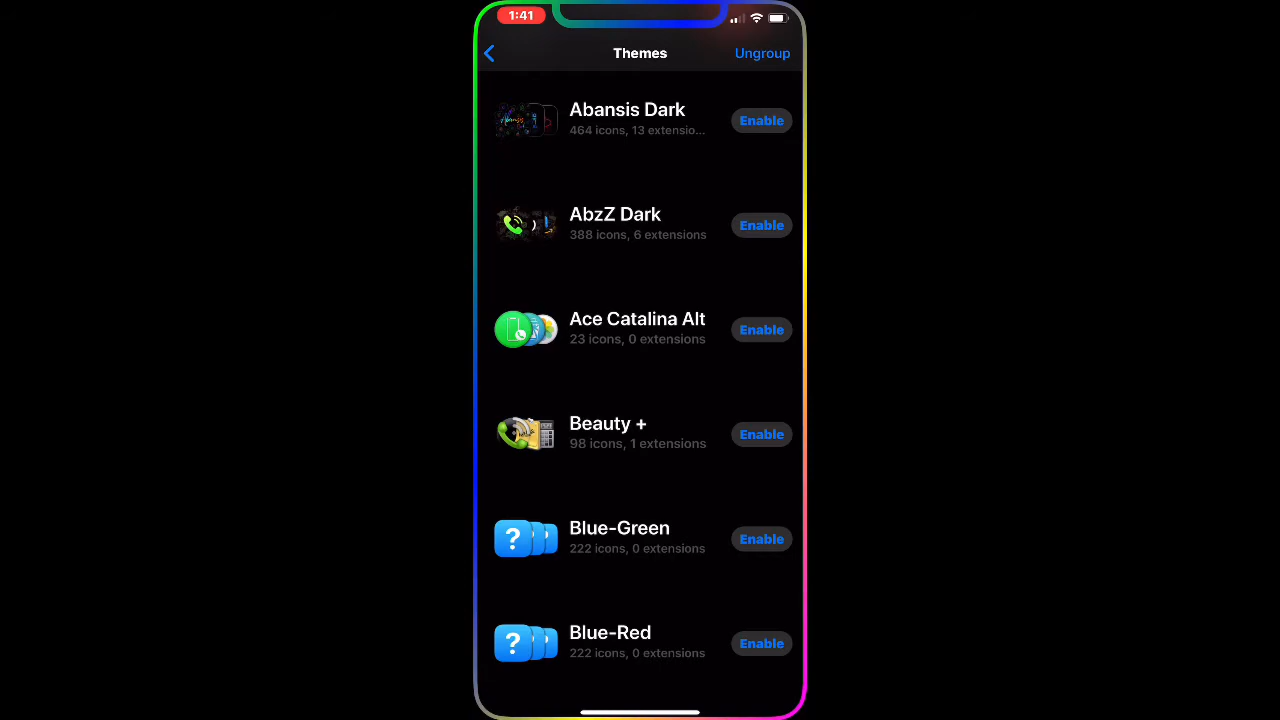 1:41
Themes
Ungroup
Abansis Dark
464 icons, 13 extensio...
Enable
AbzZ Dark
388 icons, 6 extensions
Enable
Ace Catalina Alt
23 icons, 0 extensions
Enable
Beauty +
98 icons, 1 extensions
Enable
?
Blue-Green
222 icons, 0 extensions
Enable
?
Blue-Red
222 icons, 0 extensions
Enable